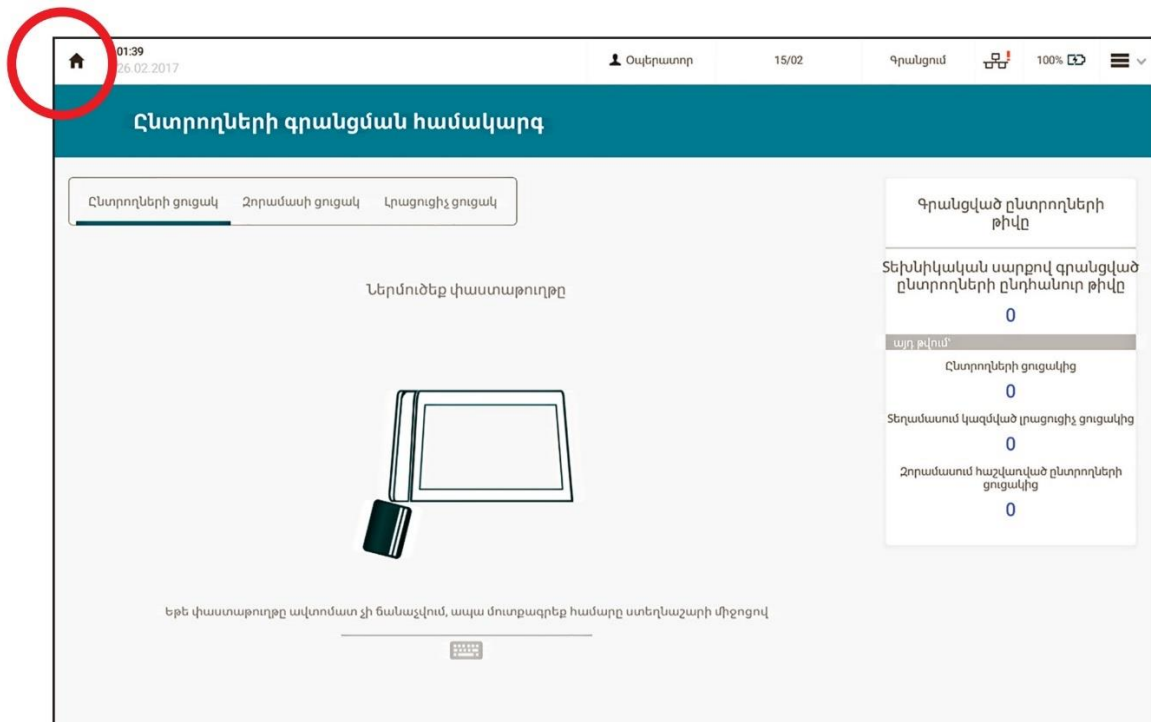 01:39
26.02.2017
Օպերատոր
15/02
Գրանցում
100%
Ընտրողների գրանցման համակարգ
Ընտրողների ցուցակ
Զորամասի ցուցակ
Լրացուցիչ ցուցակ
Ներմուծեք փաստաթուղթը
Եթե փաստաթուղթը ավտոմատ չի ճանաչվում, ապա մուտքագրեք համարը ստեղնաշարի միջոցով
Գրանցված ընտրողների
թիվը
Տեխնիկական սարքով գրանցված
ընտրողների ընդհանուր թիվը
0
այդ թվում՝
Ընտրողների ցուցակից
0
Տեղամասում կազմված լրացուցիչ ցուցակից
0
Զորամասում հաշվառված ընտրողների
ցուցակից
0